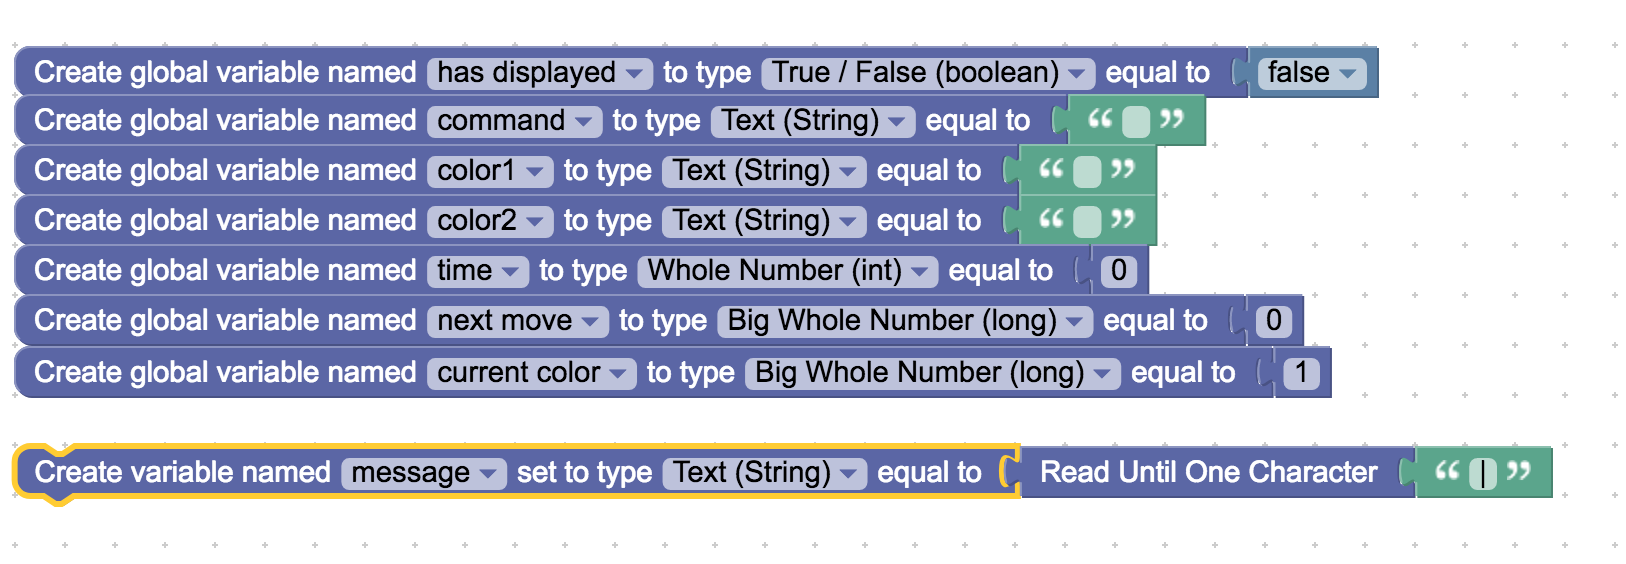 Create global variable named has displayed to type True / False (boolean) equal to false
Create global variable named command to type Text (String) equal to “ ”
Create global variable named color1 to type Text (String) equal to “ ”
Create global variable named color2 to type Text (String) equal to “ ”
Create global variable named time to type Whole Number (int) equal to 0
Create global variable named next move to type Big Whole Number (long) equal to 0
Create global variable named current color to type Big Whole Number (long) equal to 1
Create variable named message set to type Text (String) equal to Read Until One Character “ | ”